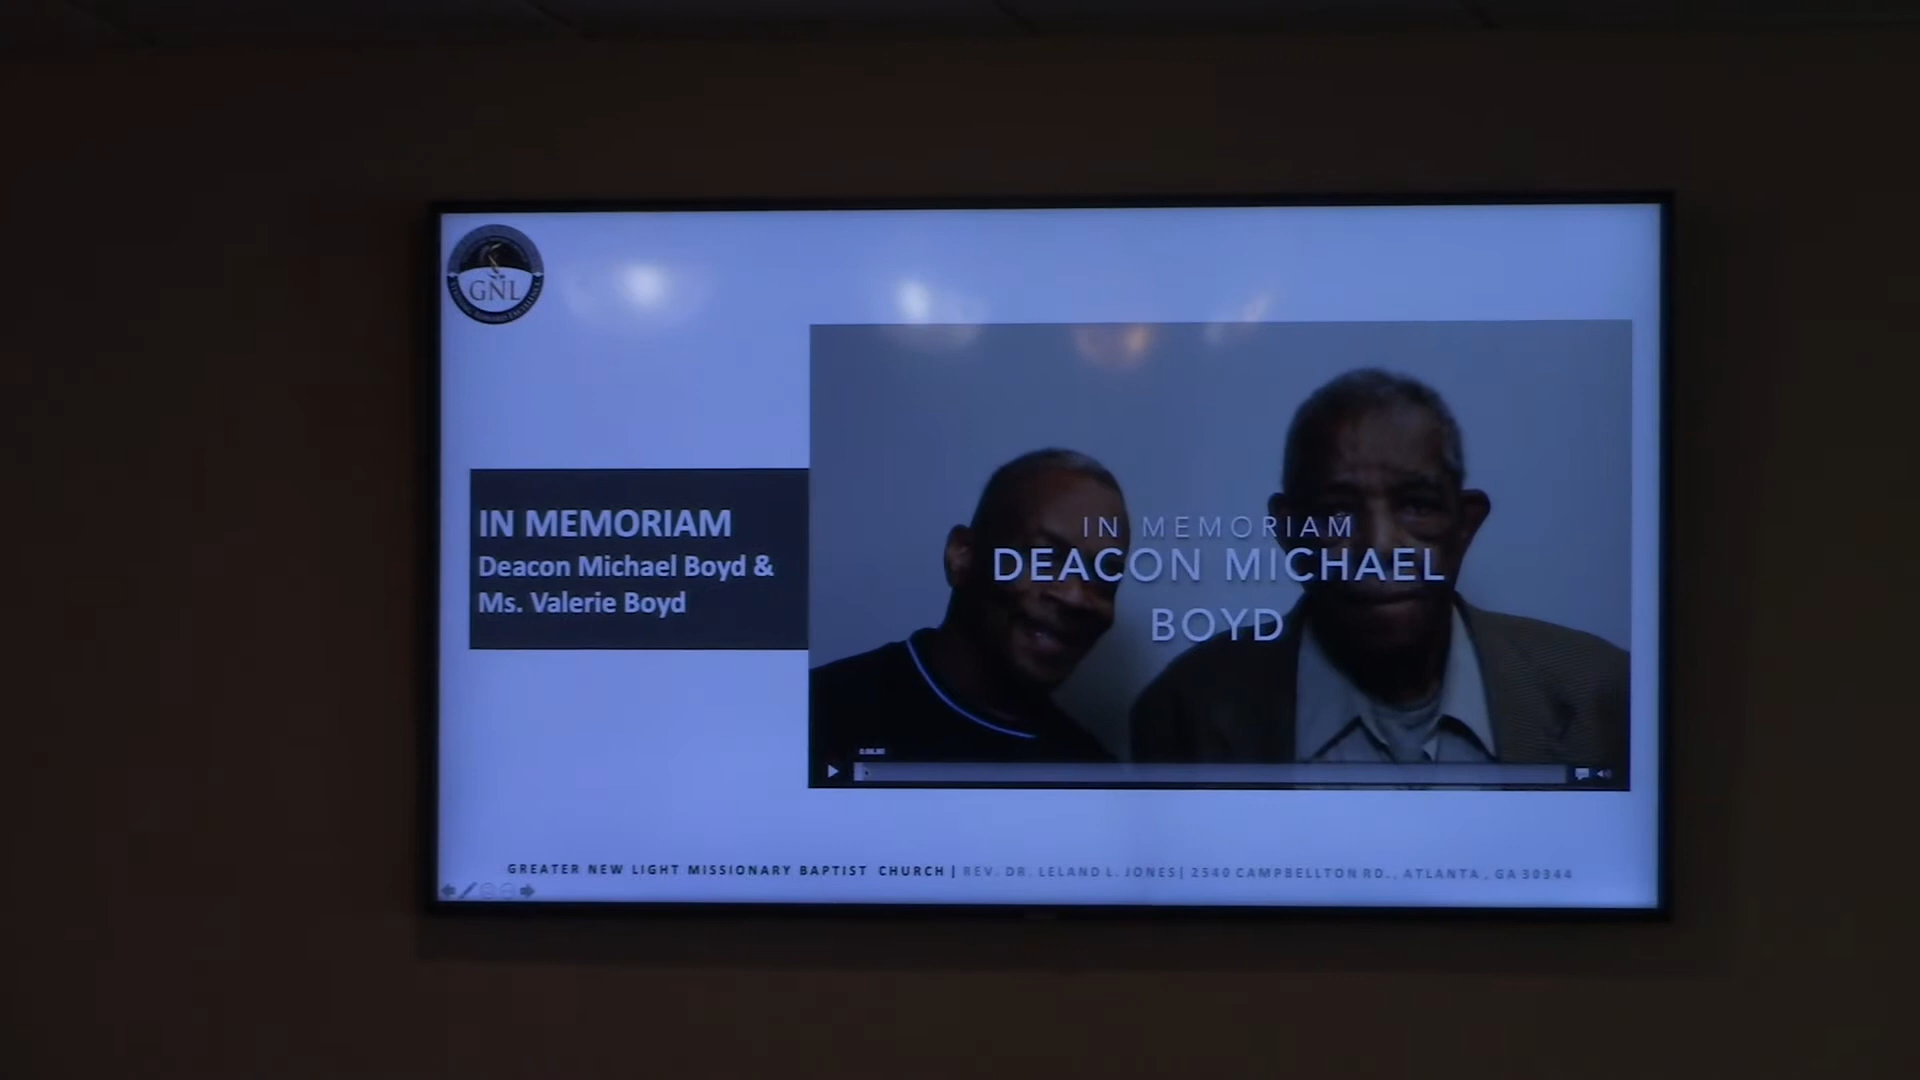 GNL
IN MEMORIAM
Deacon Michael Boyd &
Ms. Valerie Boyd
IN MEMORIAM
DEACON MICHAEL
BOYD
GREATER NEW LIGHT MISSIONARY BAPTIST CHURCH | REV. DR. LELAND L. JONES| 2540 CAMPBELLTON RD., ATLANTA, GA 30344